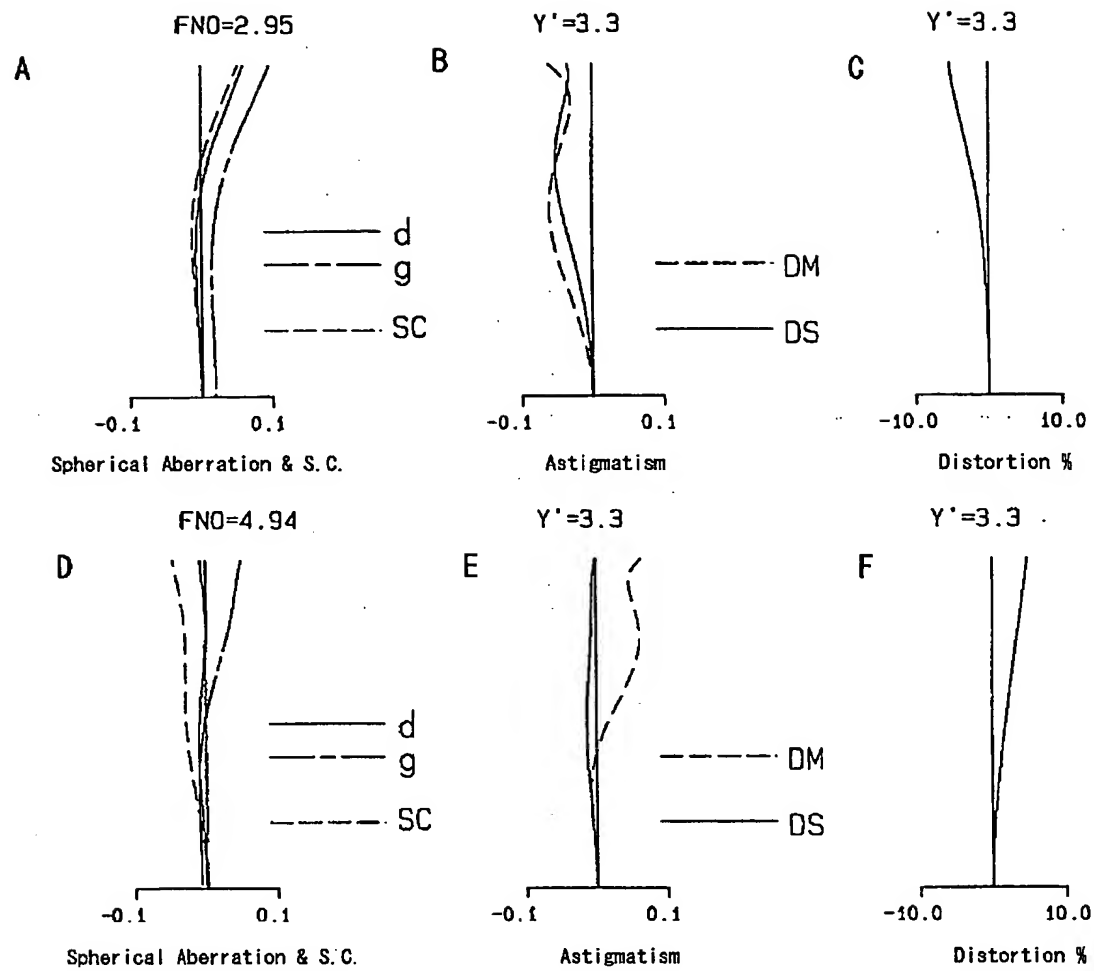 FNO=2.95
Y'=3.3
Y'=3.3
A
B
C
d
g
SC
DM
DS
-0.1 0.1
-0.1 0.1
-10.0 10.0
Spherical Aberration & S.C.
Astigmatism
Distortion %
FNO=4.94
Y'=3.3
Y'=3.3
D
E
F
d
g
SC
DM
DS
-0.1 0.1
-0.1 0.1
-10.0 10.0
Spherical Aberration & S.C.
Astigmatism
Distortion %